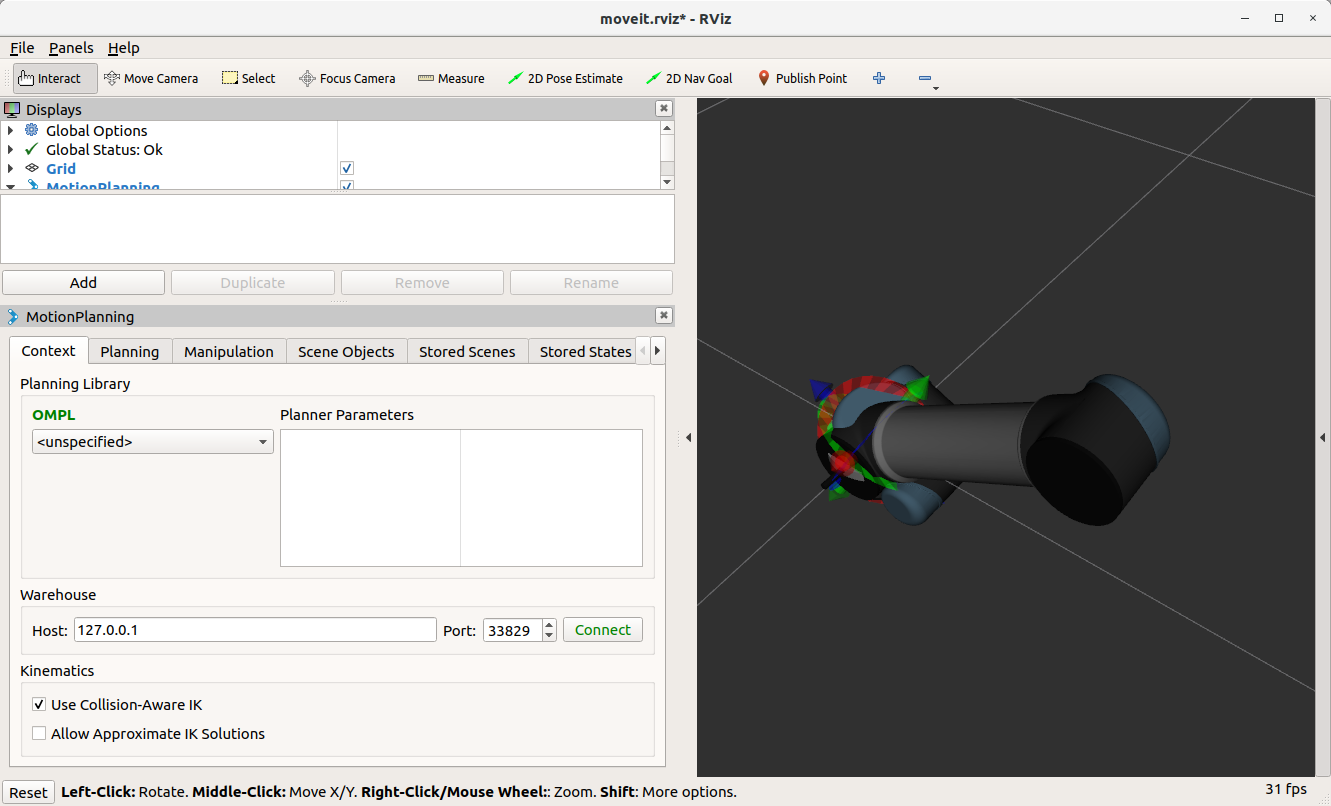 moveit.rviz* - RViz
File Panels Help
Interact Move Camera Select Focus Camera Measure 2D Pose Estimate 2D Nav Goal Publish Point
Displays
Global Options
Global Status: Ok
Grid
MotionPlanning
Add Duplicate Remove Rename
MotionPlanning
Context Planning Manipulation Scene Objects Stored Scenes Stored States
Planning Library
OMPL Planner Parameters
<unspecified>
Warehouse
Host: 127.0.0.1 Port: 33829 Connect
Kinematics
Use Collision-Aware IK
Allow Approximate IK Solutions
Reset Left-Click: Rotate. Middle-Click: Move X/Y. Right-Click/Mouse Wheel:: Zoom. Shift: More options. 31 fps